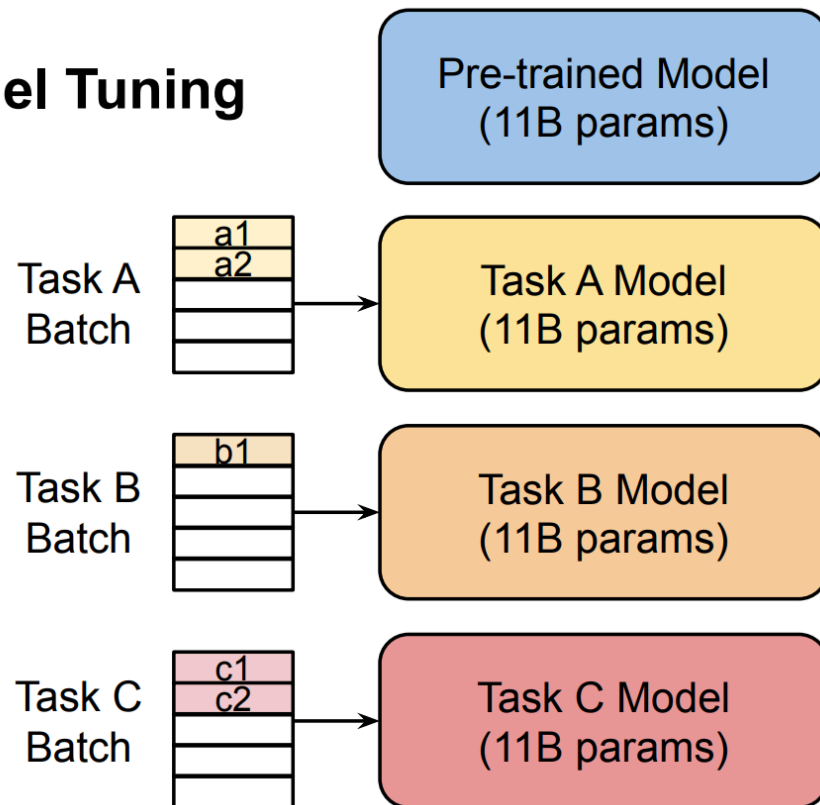 el Tuning
Pre-trained Model
(11B params)
a1
a2
Task A
Batch
Task A Model
(11B params)
b1
Task B
Batch
Task B Model
(11B params)
c1
c2
Task C
Batch
Task C Model
(11B params)